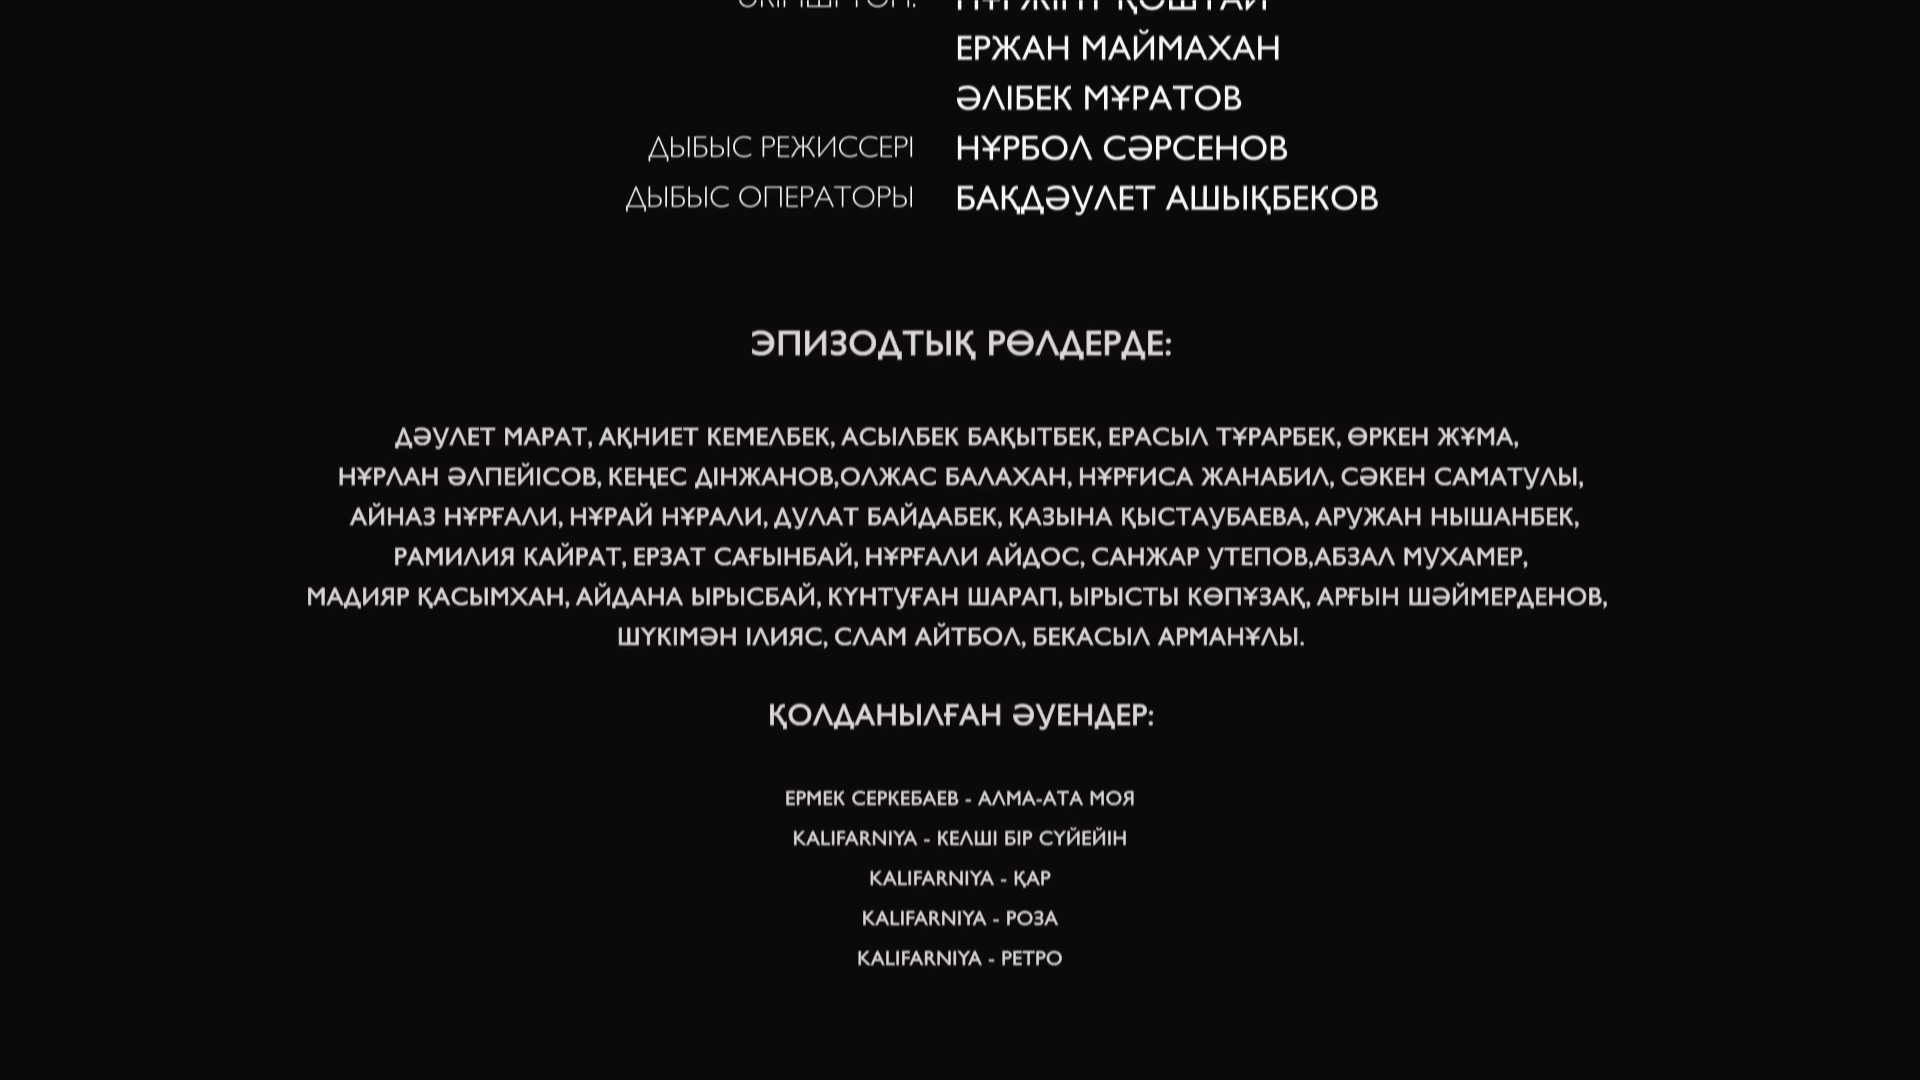 ЕРЖАН МАЙМАХАН
ӘЛІБЕК МҰРАТОВ
ДЫБЫС РЕЖИССЕРІ НҰРБОЛ СӘРСЕНОВ
ДЫБЫС ОПЕРАТОРЫ БАҚДӘУЛЕТ АШЫҚБЕКОВ
ЭПИЗОДТЫҚ РӨЛДЕРДЕ:
ДӘУЛЕТ МАРАТ, АҚНИЕТ КЕМЕЛБЕК, АСЫЛБЕК БАҚЫТБЕК, ЕРАСЫЛ ТҰРАРБЕК, ӨРКЕН ЖҰМА,
НҰРЛАН ӘЛПЕЙІСОВ, КЕҢЕС ДІНЖАНОВ,ОЛЖАС БАЛАХАН, НҰРҒИСА ЖАНАБИЛ, СӘКЕН САМАТУЛЫ,
АЙНАЗ НҰРҒАЛИ, НҰРАЙ НҰРАЛИ, ДУЛАТ БАЙДАБЕК, ҚАЗЫНА ҚЫСТАУБАЕВА, АРУЖАН НЫШАНБЕК,
РАМИЛИЯ КАЙРАТ, ЕРЗАТ САҒЫНБАЙ, НҰРҒАЛИ АЙДОС, САНЖАР УТЕПОВ,АБЗАЛ МУХАМЕР,
МАДИЯР ҚАСЫМХАН, АЙДАНА ЫРЫСБАЙ, КҮНТУҒАН ШАРАП, ЫРЫСТЫ КӨПҰЗАҚ, АРҒЫН ШӘЙМЕРДЕНОВ,
ШҮКІМӘН ІЛИЯС, СЛАМ АЙТБОЛ, БЕКАСЫЛ АРМАНҰЛЫ.
ҚОЛДАНЫЛҒАН ӘУЕНДЕР:
ЕРМЕК СЕРКЕБАЕВ - АЛМА-АТА МОЯ
KALIFARNIYA - КЕЛШІ БІР СҮЙЕЙІН
KALIFARNIYA - ҚАР
KALIFARNIYA - РОЗА
KALIFARNIYA - РЕТРО